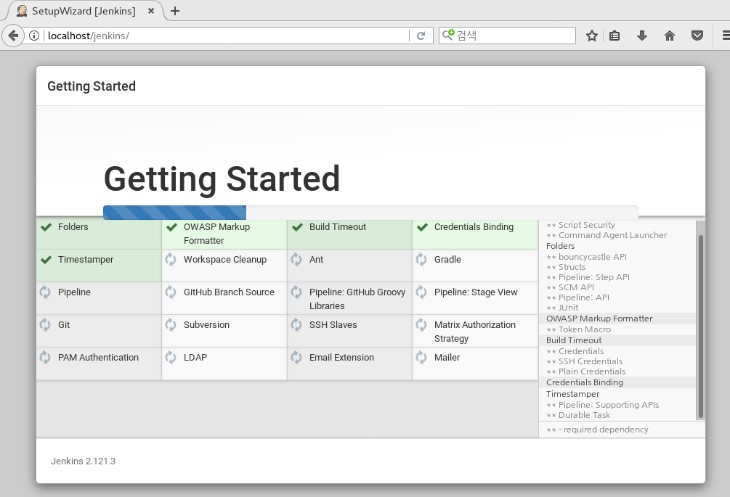 SetupWizard [Jenkins]
localhost/jenkins/
검색
Getting Started
Getting Started
Folders
OWASP Markup Formatter
Build Timeout
Credentials Binding
Timestamper
Workspace Cleanup
Ant
Gradle
Pipeline
GitHub Branch Source
Pipeline: GitHub Groovy Libraries
Pipeline: Stage View
Git
Subversion
SSH Slaves
Matrix Authorization Strategy
PAM Authentication
LDAP
Email Extension
Mailer
** Script Security
** Command Agent Launcher
Folders
** bouncycastle API
** Structs
** Pipeline: Step API
** SCM API
** Pipeline: API
** JUnit
OWASP Markup Formatter
** Token Macro
Build Timeout
** Credentials
** SSH Credentials
** Plain Credentials
Credentials Binding
Timestamper
** Pipeline: Supporting APIs
** Durable Task
** - required dependency
Jenkins 2.121.3